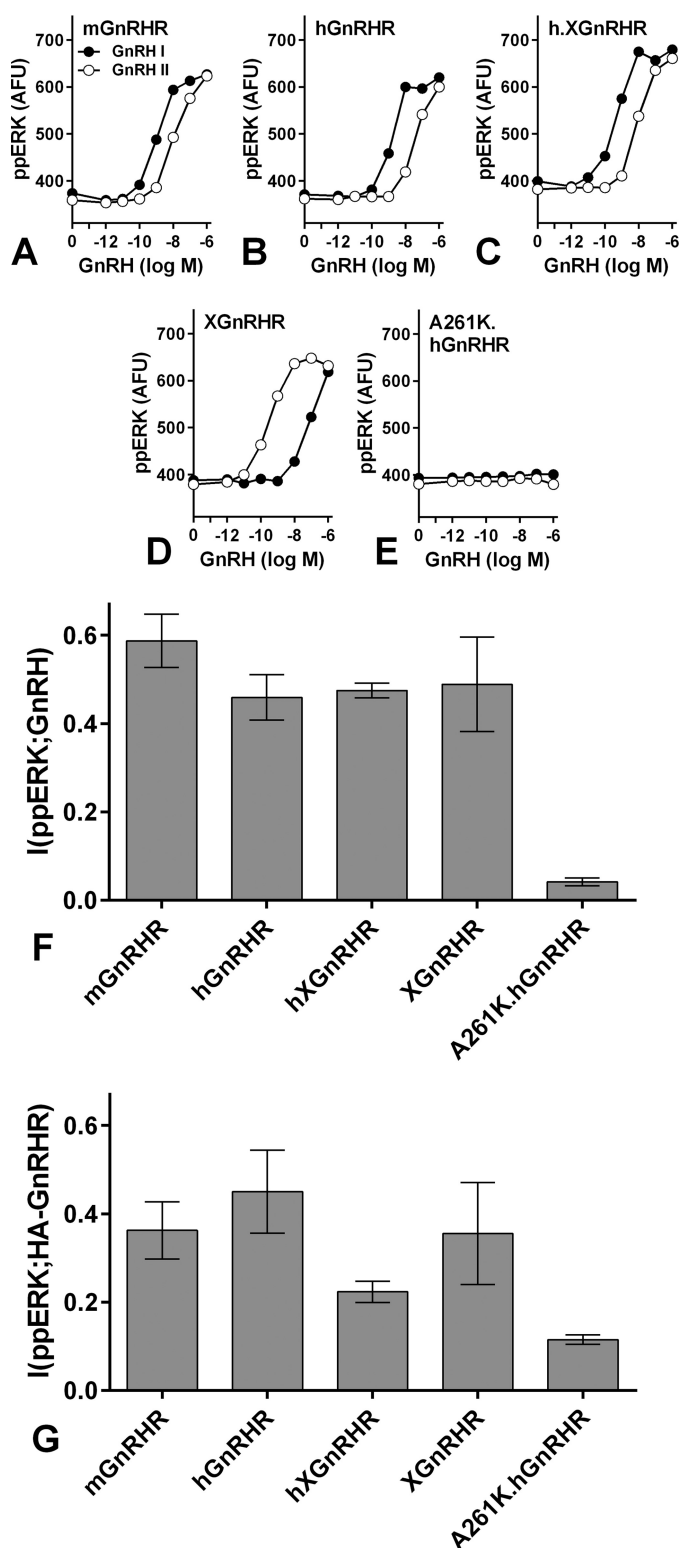 mGnRHR
GnRH I
GnRH II
ppERK (AFU)
700
600
500
400
0 -12 -10 -8 -6
GnRH (log M)
A
hGnRHR
ppERK (AFU)
700
600
500
400
0 -12 -10 -8 -6
GnRH (log M)
B
h.XGnRHR
ppERK (AFU)
700
600
500
400
0 -12 -10 -8 -6
GnRH (log M)
C
XGnRHR
ppERK (AFU)
700
600
500
400
0 -12 -10 -8 -6
GnRH (log M)
D
A261K.
hGnRHR
ppERK (AFU)
700
600
500
400
0 -12 -10 -8 -6
GnRH (log M)
E
I(ppERK;GnRH)
0.6
0.4
0.2
0.0
mGnRHR
hGnRHR
hXGnRHR
XGnRHR
A261K.hGnRHR
F
I(ppERK;HA-GnRHR)
0.6
0.4
0.2
0.0
mGnRHR
hGnRHR
hXGnRHR
XGnRHR
A261K.hGnRHR
G